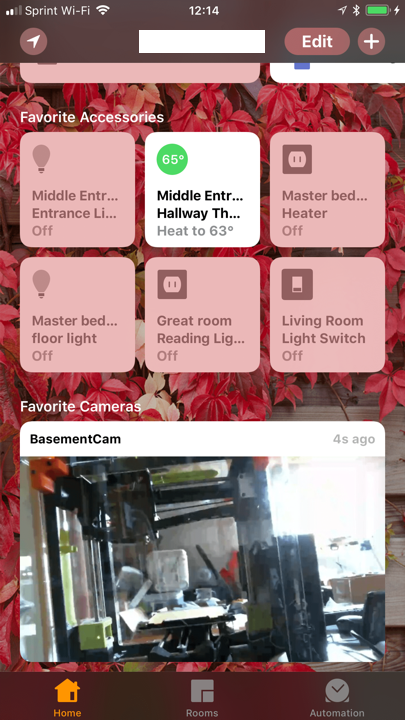 Sprint Wi-Fi
12:14
Edit
Favorite Accessories
65°
Middle Entr...
Entrance Li...
Off
Middle Entr...
Hallway Th...
Heat to 63°
Master bed...
Heater
Off
Master bed...
floor light
Off
Great room
Reading Lig...
Off
Living Room
Light Switch
Off
Favorite Cameras
BasementCam
4s ago
Home
Rooms
Automation